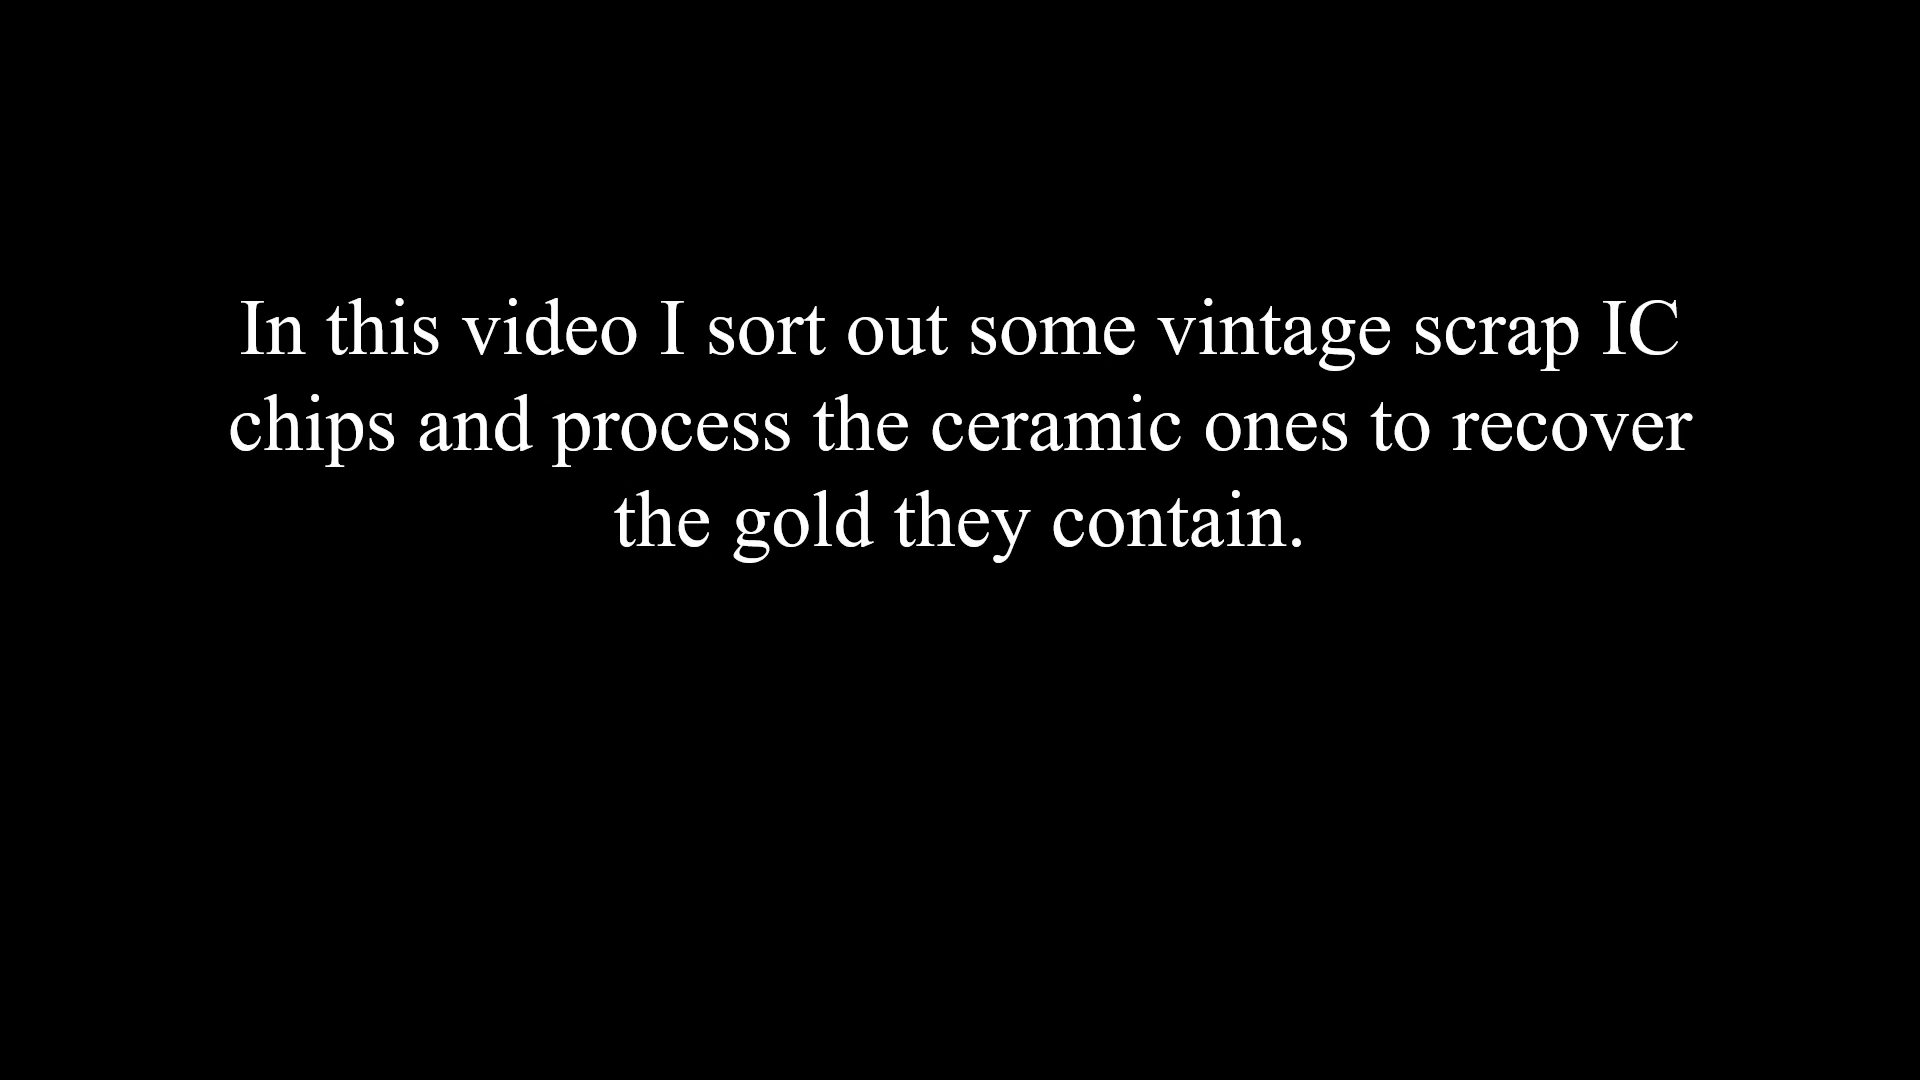 In this video I sort out some vintage scrap IC
chips and process the ceramic ones to recover
the gold they contain.